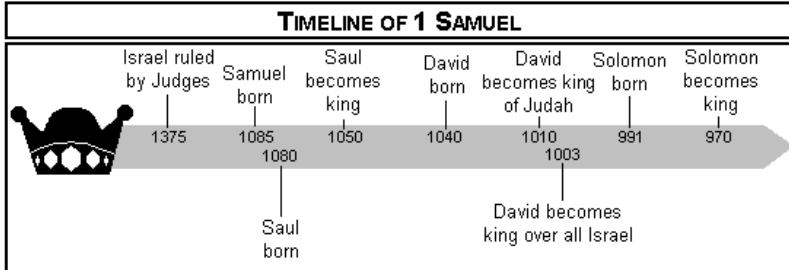 TIMELINE OF 1 SAMUEL
Israel ruled
by Judges
Samuel
born
Saul
becomes
king
David
born
David
becomes king
of Judah
Solomon
born
Solomon
becomes
king
1375
1085
1050
1040
1010
991
970
1080
1003
Saul
born
David becomes
king over all Israel